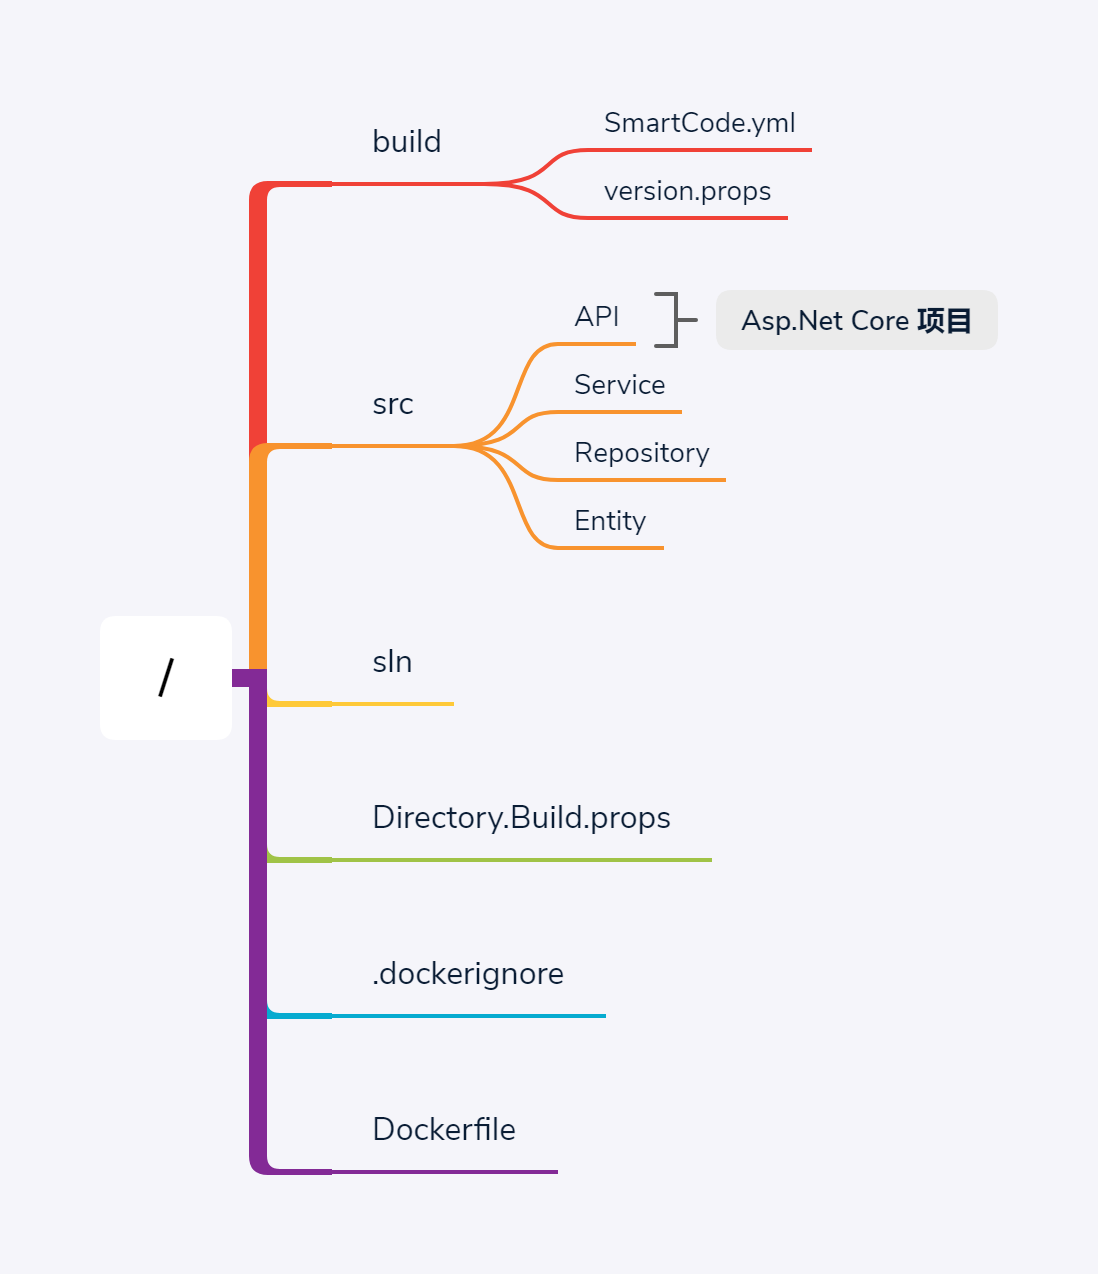 /
build
SmartCode.yml
version.props
src
API
Asp.Net Core 项目
Service
Repository
Entity
sln
Directory.Build.props
.dockerignore
Dockerfile